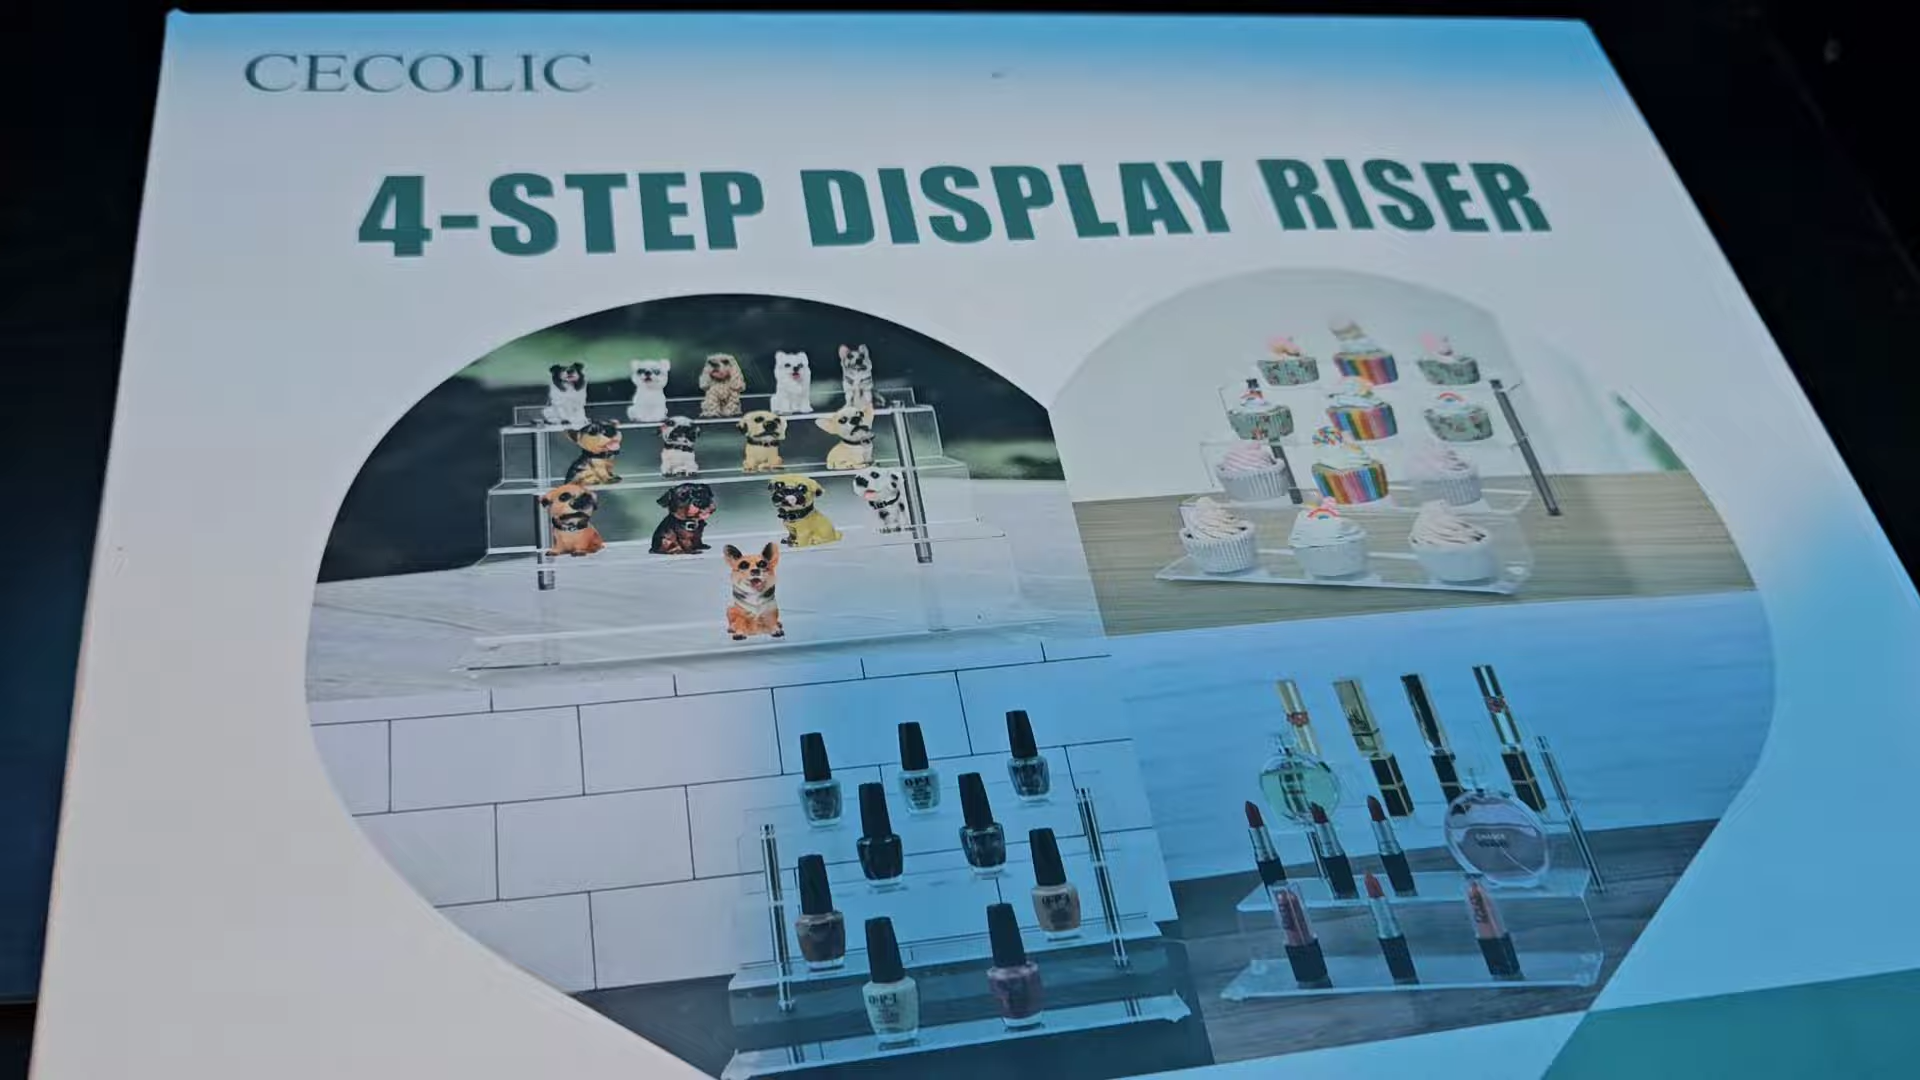 CECOLIC
4-STEP DISPLAY RISER
O·P·I
O·P·I
O·P·I